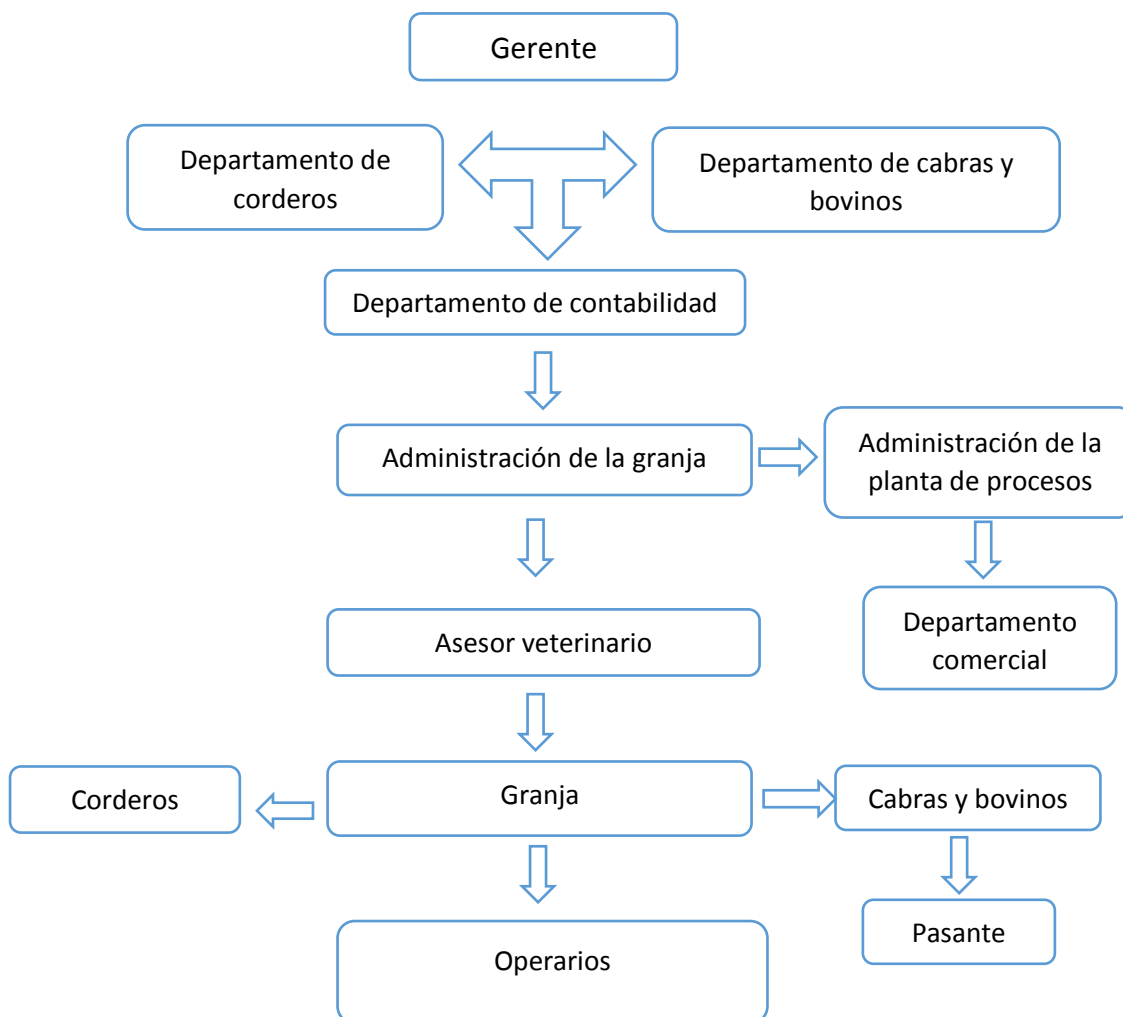 Gerente
Departamento de
corderos
Departamento de cabras y
bovinos
Departamento de contabilidad
Administración de la granja
Administración de la
planta de procesos
Asesor veterinario
Departamento
comercial
Corderos
Granja
Cabras y bovinos
Operarios
Pasante